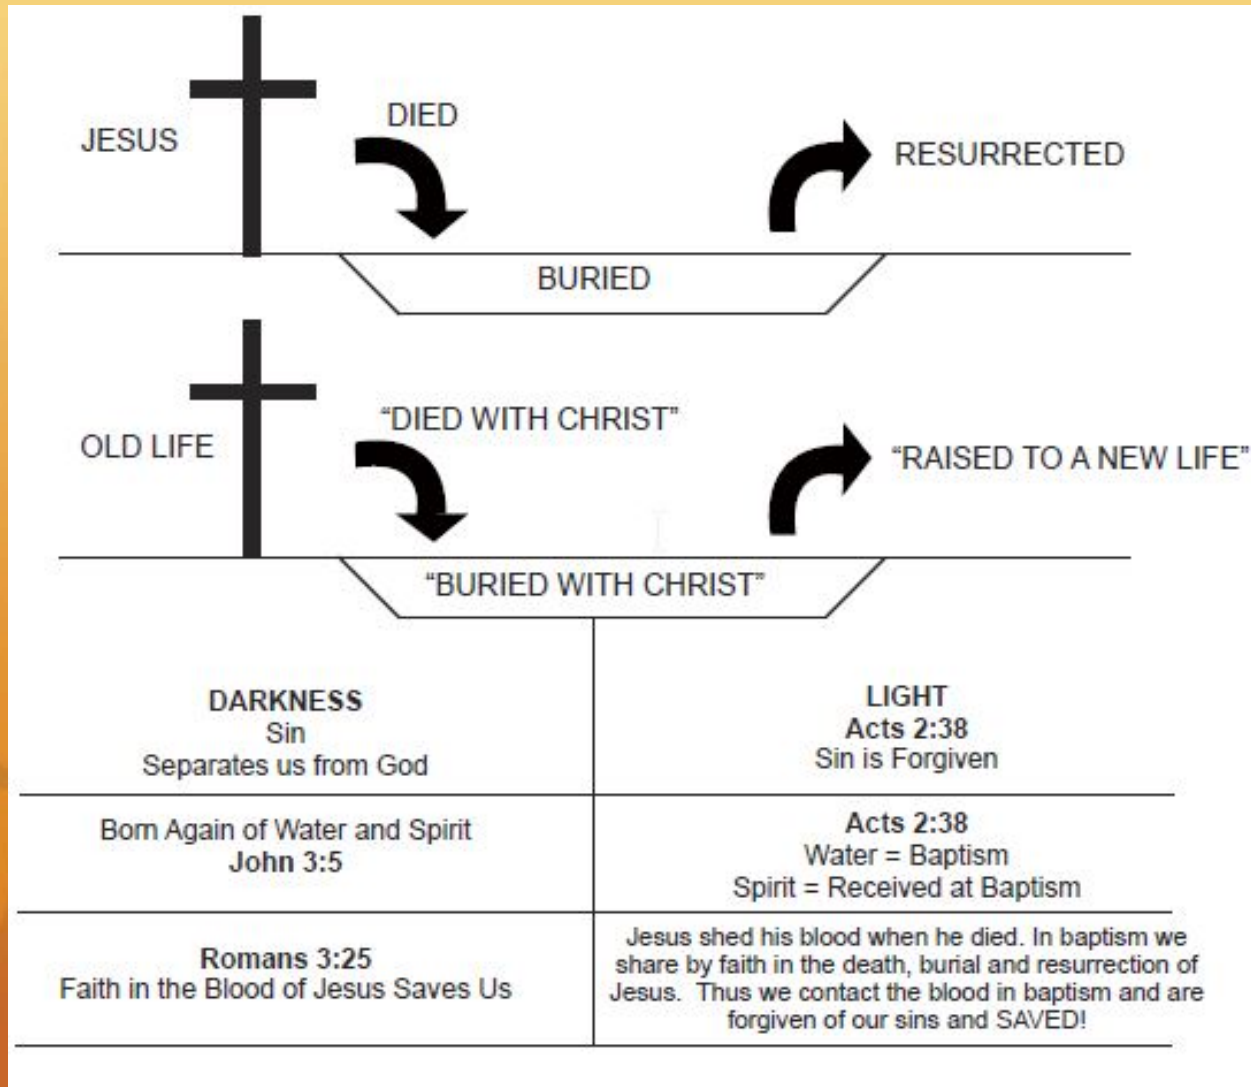 JESUS
DIED
RESURRECTED
BURIED
OLD LIFE
“DIED WITH CHRIST”
“RAISED TO A NEW LIFE”
“BURIED WITH CHRIST”
DARKNESS
Sin
Separates us from God
LIGHT
Acts 2:38
Sin is Forgiven
Born Again of Water and Spirit
John 3:5
Acts 2:38
Water = Baptism
Spirit = Received at Baptism
Romans 3:25
Faith in the Blood of Jesus Saves Us
Jesus shed his blood when he died. In baptism we
share by faith in the death, burial and resurrection of
Jesus. Thus we contact the blood in baptism and are
forgiven of our sins and SAVED!